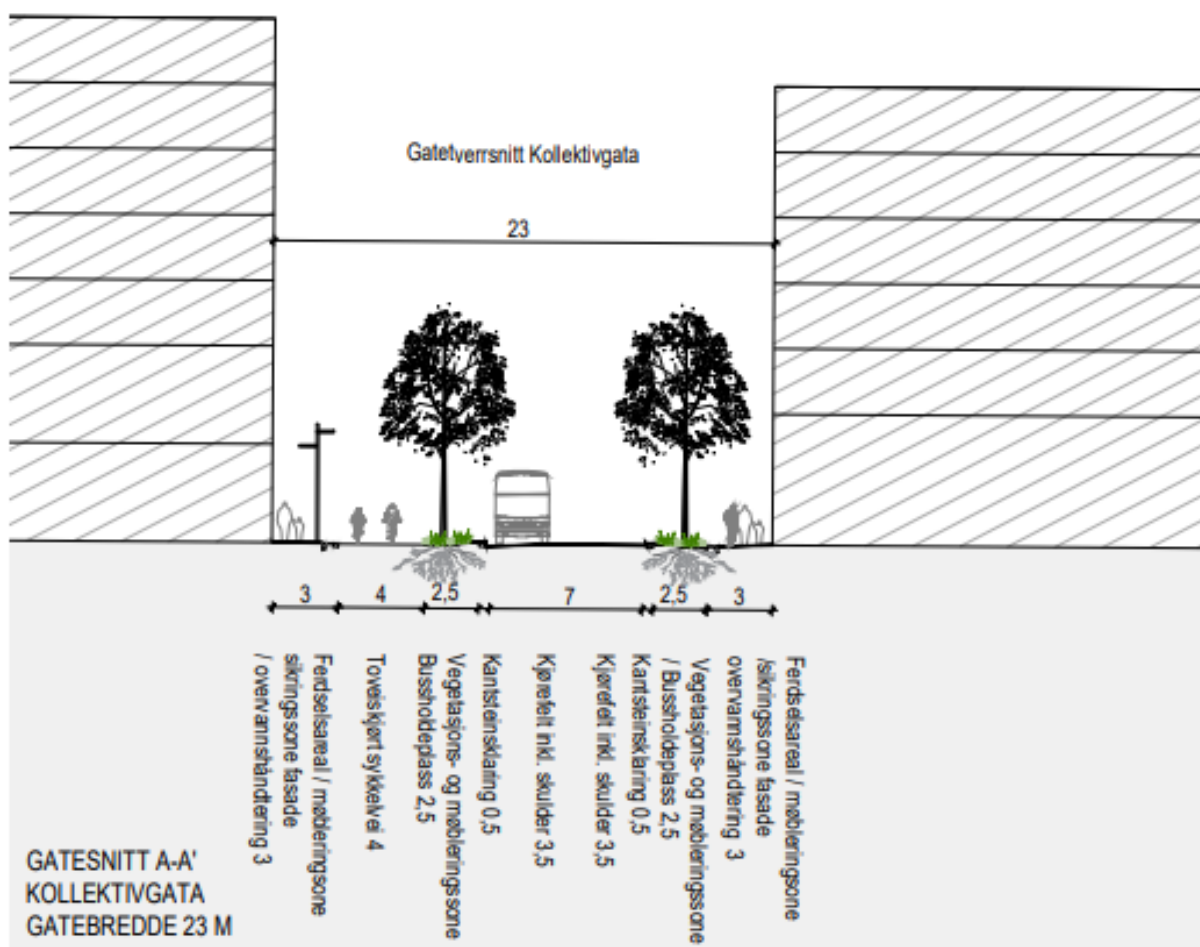 Gatetverrsnitt Kollektivgata
23
3
4
2,5
7
2,5
3
Ferdselsareal / møbleringsone
sikringssone fasade
/ overvannshåndtering 3
Toveiskjørt sykkelvei 4
Vegetasjons- og møbleringssone
Bussholdeplass 2,5
Kantsteinsklaring 0,5
Kjørefelt inkl. skulder 3,5
Kjørefelt inkl. skulder 3,5
Kantsteinsklaring 0,5
Vegetasjons- og møbleringssone
/ Bussholdeplass 2,5
Ferdselsareal / møbleringsone
/sikringssone fasade
overvannshåndtering 3
GATESNITT A-A'
KOLLEKTIVGATA
GATEBREDDE 23 M